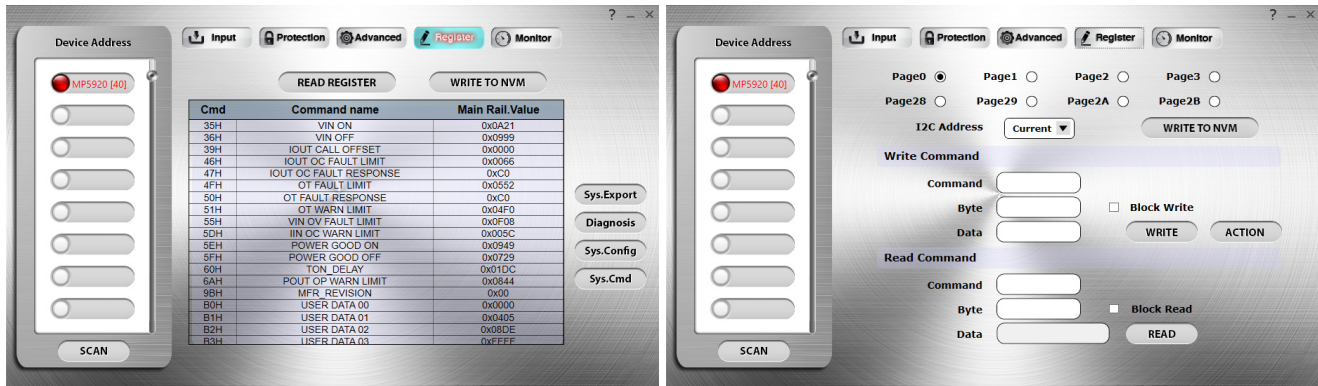 ? – ×
Device Address
Input Protection Advanced Register Monitor
MP5920 [40]
READ REGISTER WRITE TO NVM
Cmd Command name Main Rail.Value
35H VIN ON 0x0A21
36H VIN OFF 0x0999
39H IOUT CALL OFFSET 0x0000
46H IOUT OC FAULT LIMIT 0x0066
47H IOUT OC FAULT RESPONSE 0xC0
4FH OT FAULT LIMIT 0x0552
50H OT FAULT RESPONSE 0xC0
51H OT WARN LIMIT 0x04F0
55H VIN OV FAULT LIMIT 0x0F08
5DH IIN OC WARN LIMIT 0x005C
5EH POWER GOOD ON 0x0949
5FH POWER GOOD OFF 0x0729
60H TON_DELAY 0x01DC
6AH POUT OP WARN LIMIT 0x0844
9BH MFR_REVISION 0x00
B0H USER DATA 00 0x0000
B1H USER DATA 01 0x0405
B2H USER DATA 02 0x08DE
B3H USER DATA 03 0xFFFF
Sys.Export
Diagnosis
Sys.Config
Sys.Cmd
SCAN
? – ×
Device Address
Input Protection Advanced Register Monitor
MP5920 [40]
Page0 Page1 Page2 Page3
Page28 Page29 Page2A Page2B
I2C Address Current WRITE TO NVM
Write Command
Command
Byte Block Write
Data WRITE ACTION
Read Command
Command
Byte Block Read
Data READ
SCAN